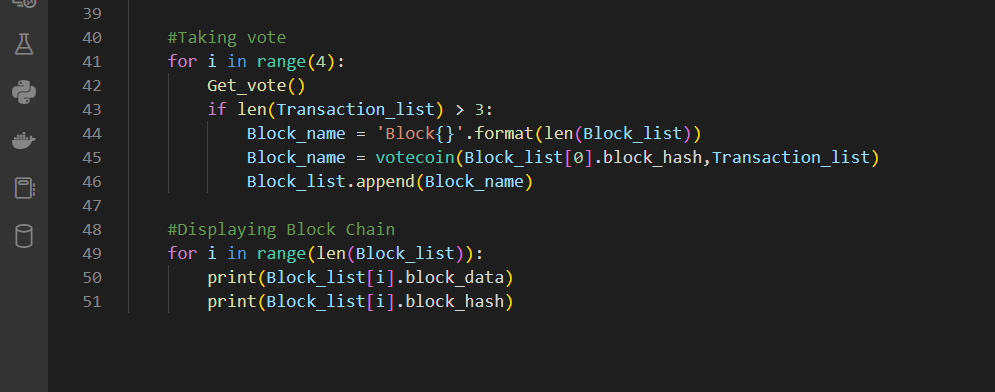 39
40 #Taking vote
41 for i in range(4):
42 Get_vote()
43 if len(Transaction_list) > 3:
44 Block_name = 'Block{}'.format(len(Block_list))
45 Block_name = votecoin(Block_list[0].block_hash,Transaction_list)
46 Block_list.append(Block_name)
47
48 #Displaying Block Chain
49 for i in range(len(Block_list)):
50 print(Block_list[i].block_data)
51 print(Block_list[i].block_hash)